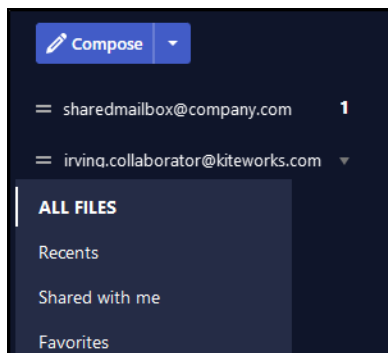 Compose
sharedmailbox@company.com 1
irving.collaborator@kiteworks.com
ALL FILES
Recents
Shared with me
Favorites